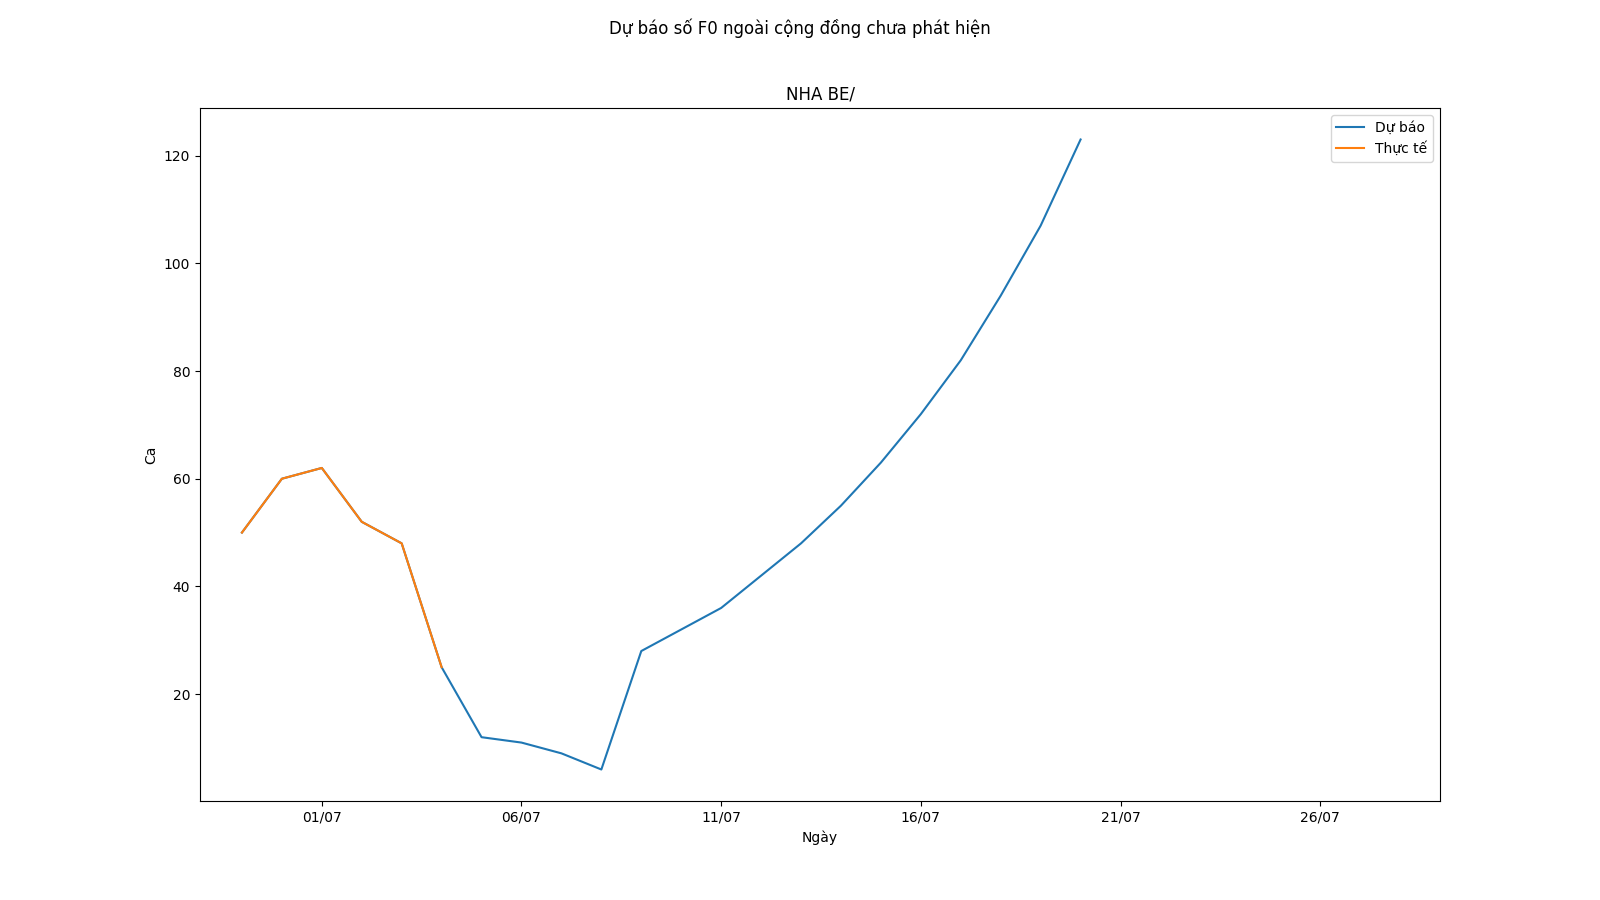 Dự báo số F0 ngoài cộng đồng chưa phát hiện
NHA BE/
Dự báo
Thực tế
120
100
80
60
40
20
Ca
01/07
06/07
11/07
16/07
21/07
26/07
Ngày